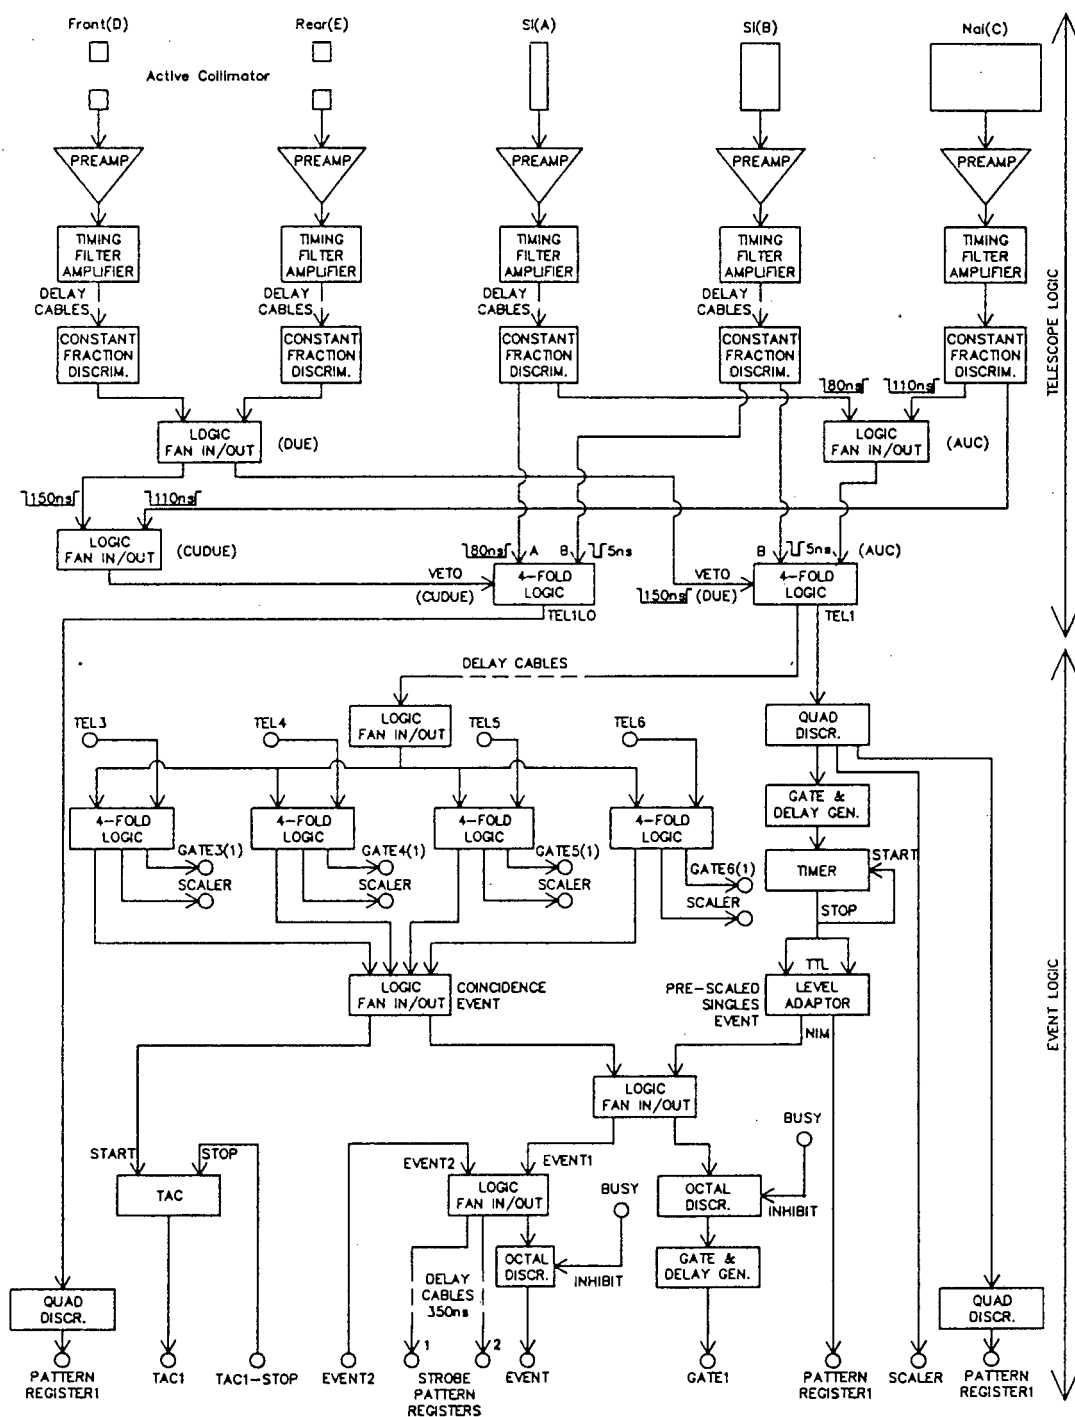 Front(D) Rear(E) SI(A) SI(B) NaI(C)
Active Collimator
PREAMP PREAMP PREAMP PREAMP PREAMP
TIMING FILTER AMPLIFIER
TIMING FILTER AMPLIFIER
TIMING FILTER AMPLIFIER
TIMING FILTER AMPLIFIER
TIMING FILTER AMPLIFIER
DELAY CABLES
DELAY CABLES
DELAY CABLES
DELAY CABLES
CONSTANT FRACTION DISCRIM.
CONSTANT FRACTION DISCRIM.
CONSTANT FRACTION DISCRIM.
CONSTANT FRACTION DISCRIM.
CONSTANT FRACTION DISCRIM.
TELESCOPE LOGIC
80ns 110ns
LOGIC FAN IN/OUT
(DUE)
LOGIC FAN IN/OUT
(AUC)
150ns 110ns
LOGIC FAN IN/OUT
(CUDUE)
80ns A B 5ns
B 5ns (AUC)
VETO
(CUDUE)
4-FOLD LOGIC
VETO
150ns (DUE)
4-FOLD LOGIC
TEL1LO
TEL1
DELAY CABLES
LOGIC FAN IN/OUT
QUAD DISCR.
TEL3 TEL4 TEL5 TEL6
GATE & DELAY GEN.
4-FOLD LOGIC
4-FOLD LOGIC
4-FOLD LOGIC
4-FOLD LOGIC
GATE3(1) GATE4(1) GATE5(1) GATE6(1)
SCALER SCALER SCALER SCALER
TIMER
START
STOP
LOGIC FAN IN/OUT
COINCIDENCE EVENT
PRE-SCALED SINGLES EVENT
TTL
LEVEL ADAPTOR
NIM
EVENT LOGIC
LOGIC FAN IN/OUT
BUSY
START STOP
EVENT2 EVENT1
TAC
LOGIC FAN IN/OUT
BUSY
OCTAL DISCR.
INHIBIT
OCTAL DISCR.
INHIBIT
GATE & DELAY GEN.
DELAY CABLES 350ns
QUAD DISCR.
QUAD DISCR.
1 2
PATTERN REGISTER1
TAC1
TAC1-STOP
EVENT2
STROBE PATTERN REGISTERS
EVENT
GATE1
PATTERN REGISTER1
SCALER
PATTERN REGISTER1